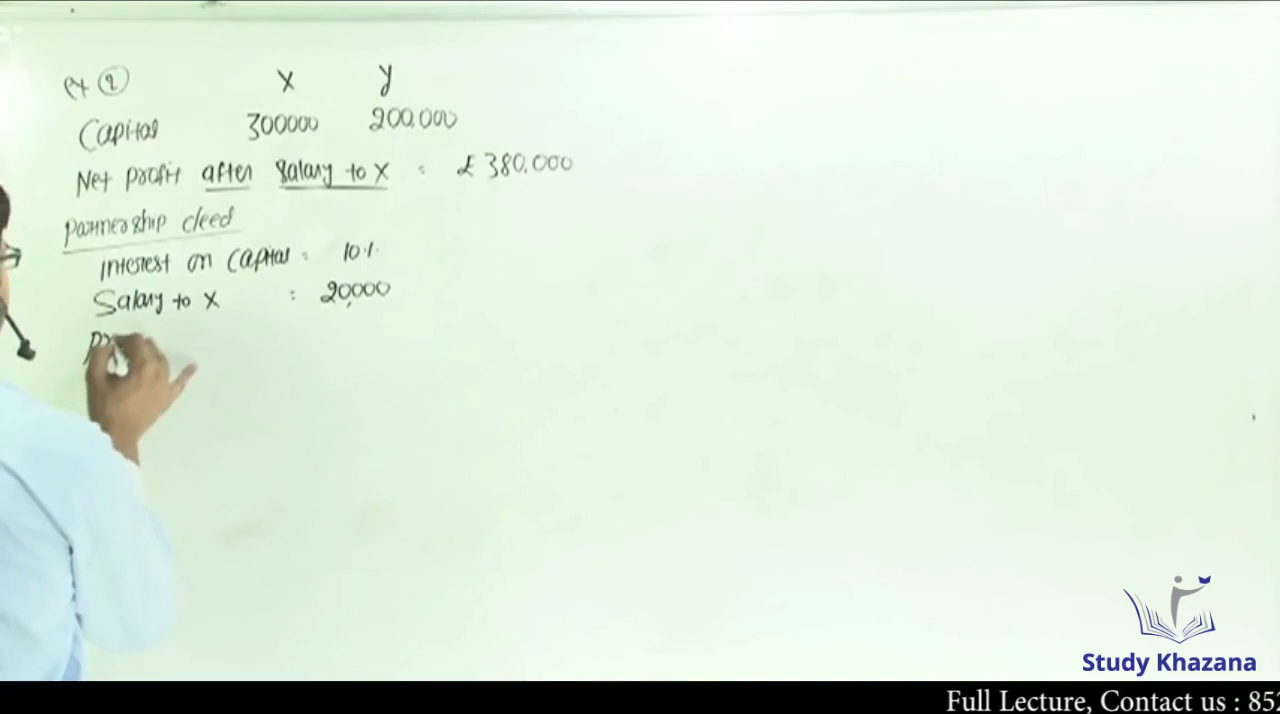 ex ②
X Y
Capital 300000 200,000
Net profit after salary to X : £ 380,000
partnership deed
Interest on capital : 10%
Salary to X : 20,000
Study Khazana
Full Lecture, Contact us : 852